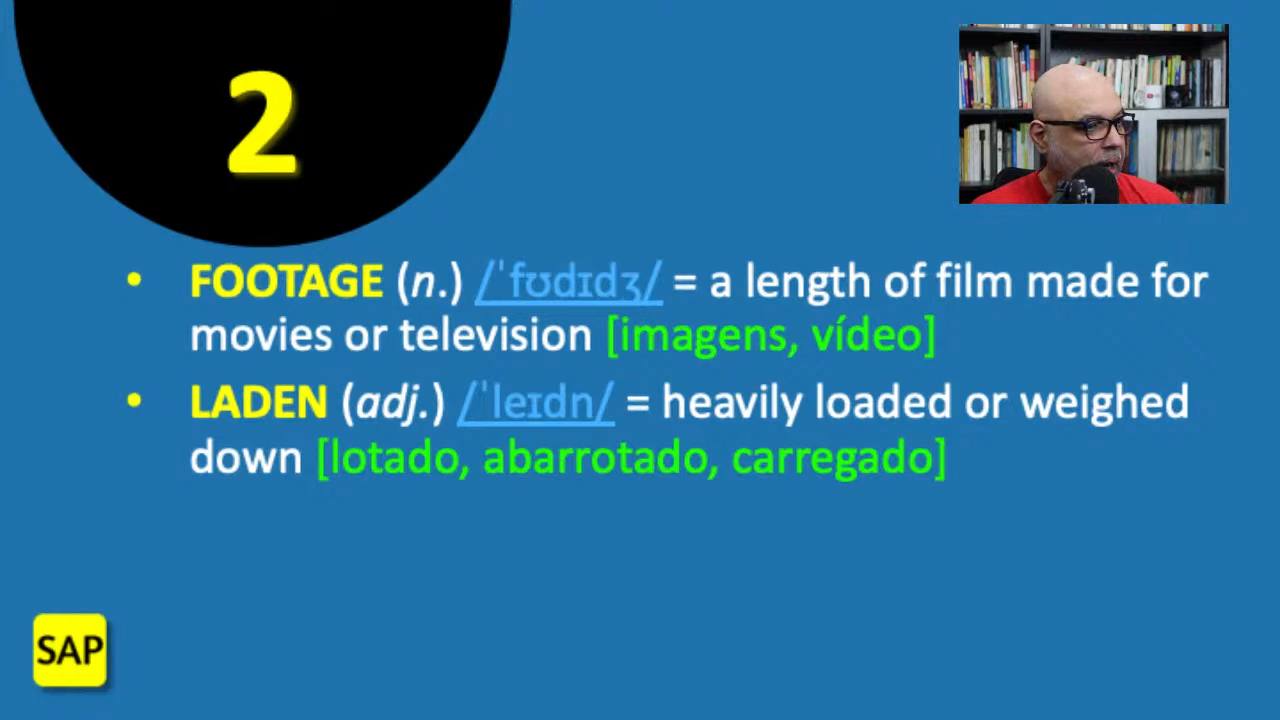 2
• FOOTAGE (n.) /ˈfʊdɪdʒ/ = a length of film made for
movies or television [imagens, vídeo]
• LADEN (adj.) /ˈleɪdn/ = heavily loaded or weighed
down [lotado, abarrotado, carregado]
SAP